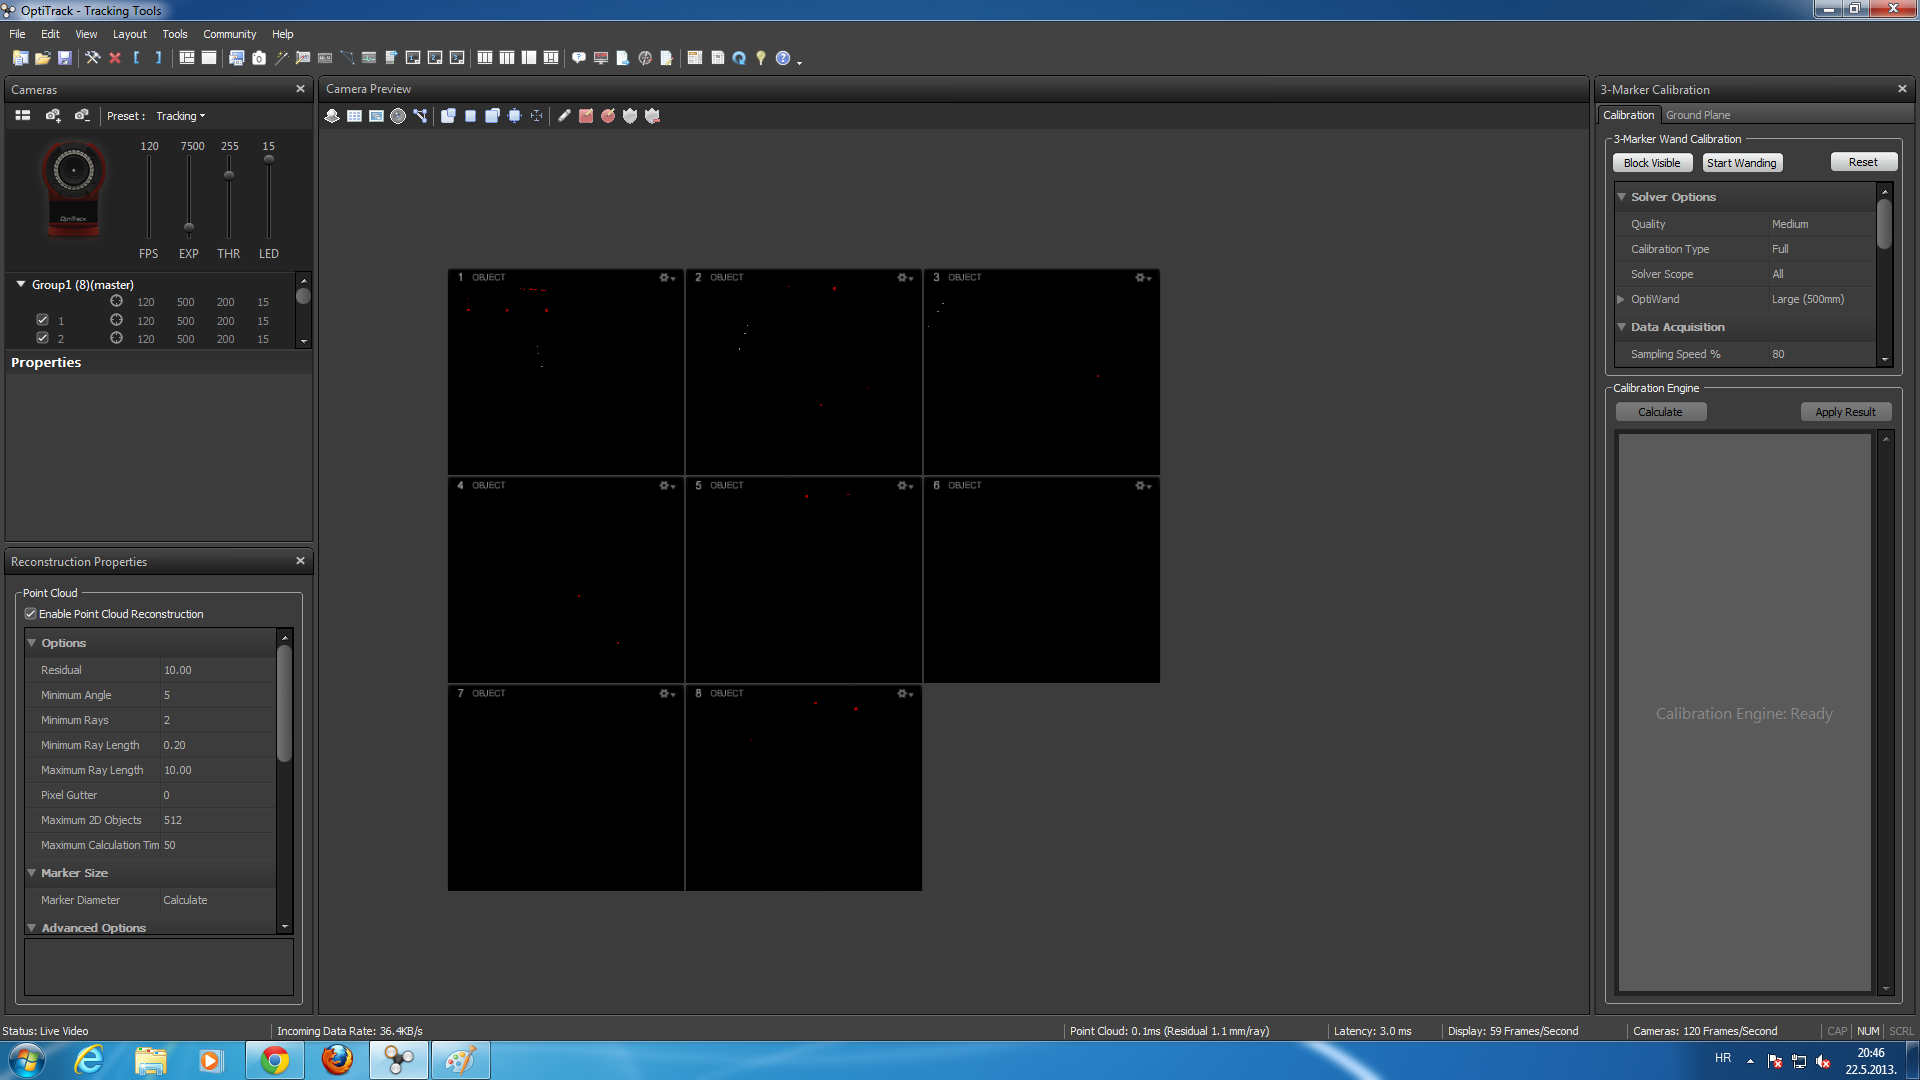 OptiTrack - Tracking Tools
File Edit View Layout Tools Community Help
Cameras
Preset : Tracking
120 7500 255 15
OptiTrack
FPS EXP THR LED
Group1 (8)(master)
120 500 200 15
1 120 500 200 15
2 120 500 200 15
Properties
Reconstruction Properties
Point Cloud
Enable Point Cloud Reconstruction
Options
Residual 10.00
Minimum Angle 5
Minimum Rays 2
Minimum Ray Length 0.20
Maximum Ray Length 10.00
Pixel Gutter 0
Maximum 2D Objects 512
Maximum Calculation Tim 50
Marker Size
Marker Diameter Calculate
Advanced Options
Camera Preview
1 OBJECT
2 OBJECT
3 OBJECT
4 OBJECT
5 OBJECT
6 OBJECT
7 OBJECT
8 OBJECT
3-Marker Calibration
Calibration Ground Plane
3-Marker Wand Calibration
Block Visible Start Wanding Reset
Solver Options
Quality Medium
Calibration Type Full
Solver Scope All
OptiWand Large (500mm)
Data Acquisition
Sampling Speed % 80
Calibration Engine
Calculate Apply Result
Calibration Engine: Ready
Status: Live Video Incoming Data Rate: 36.4KB/s Point Cloud: 0.1ms (Residual 1.1 mm/ray) Latency: 3.0 ms Display: 59 Frames/Second Cameras: 120 Frames/Second CAP NUM SCRL
HR
20:46
22.5.2013.